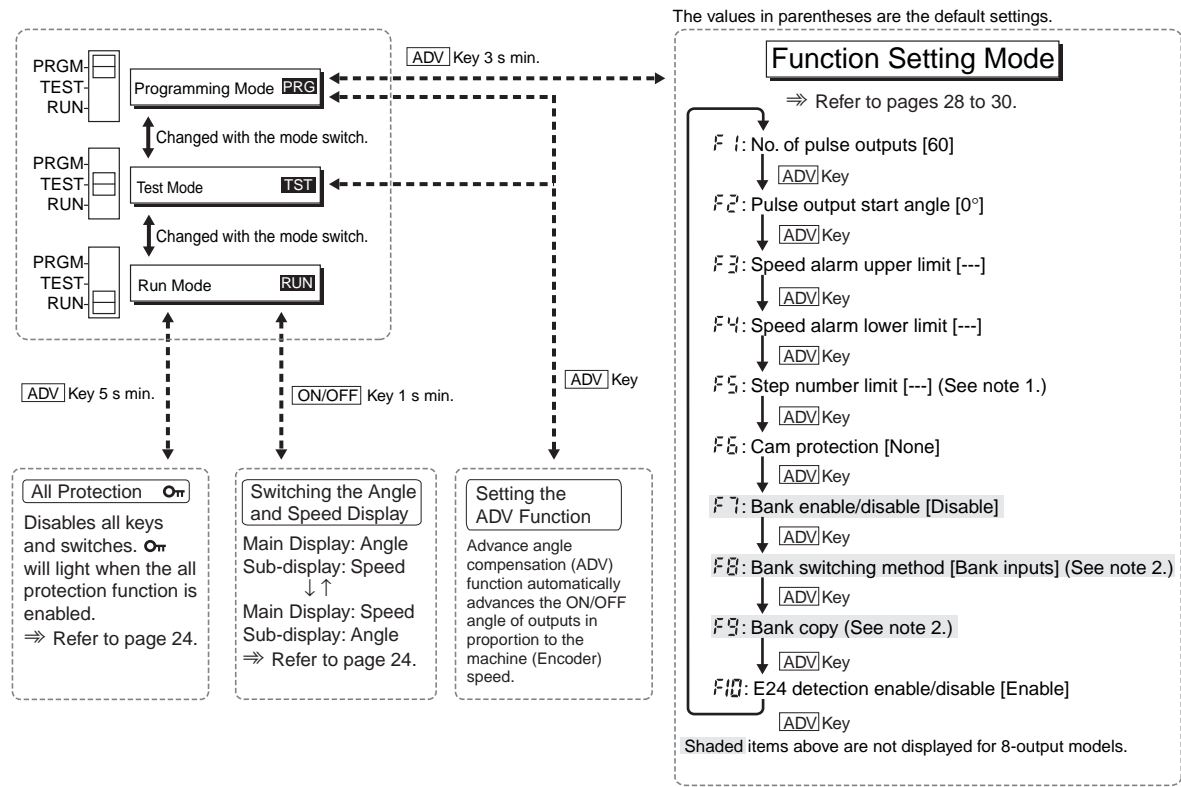 The values in parentheses are the default settings.
PRGM
TEST
RUN
Programming Mode PRG
ADV Key 3 s min.
Changed with the mode switch.
PRGM
TEST
RUN
Test Mode TST
Changed with the mode switch.
PRGM
TEST
RUN
Run Mode RUN
ADV Key 5 s min.
ON/OFF Key 1 s min.
ADV Key
All Protection
Disables all keys
and switches.
will light when the all
protection function is
enabled.
⇒ Refer to page 24.
Switching the Angle
and Speed Display
Main Display: Angle
Sub-display: Speed
↓ ↑
Main Display: Speed
Sub-display: Angle
⇒ Refer to page 24.
Setting the
ADV Function
Advance angle
compensation (ADV)
function automatically
advances the ON/OFF
angle of outputs in
proportion to the
machine (Encoder)
speed.
Function Setting Mode
⇒ Refer to pages 28 to 30.
F1: No. of pulse outputs [60]
ADV Key
F2: Pulse output start angle [0°]
ADV Key
F3: Speed alarm upper limit [---]
ADV Key
F4: Speed alarm lower limit [---]
ADV Key
F5: Step number limit [---] (See note 1.)
ADV Key
F6: Cam protection [None]
ADV Key
F7: Bank enable/disable [Disable]
ADV Key
F8: Bank switching method [Bank inputs] (See note 2.)
ADV Key
F9: Bank copy (See note 2.)
ADV Key
F10: E24 detection enable/disable [Enable]
ADV Key
Shaded items above are not displayed for 8-output models.